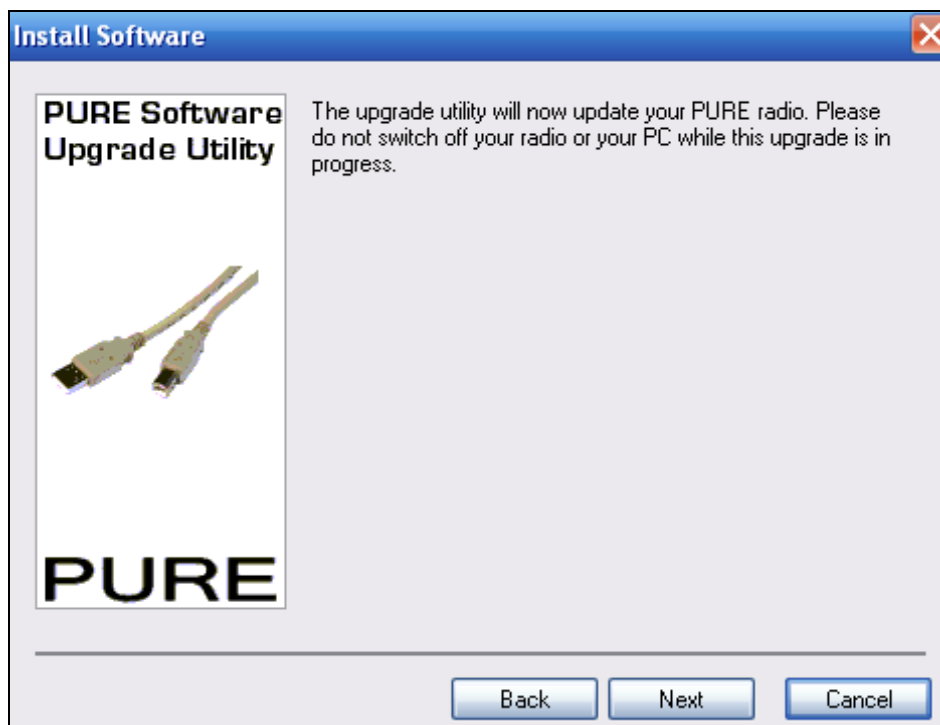 Install Software
PURE Software
Upgrade Utility
The upgrade utility will now update your PURE radio. Please
do not switch off your radio or your PC while this upgrade is in
progress.
PURE
Back
Next
Cancel